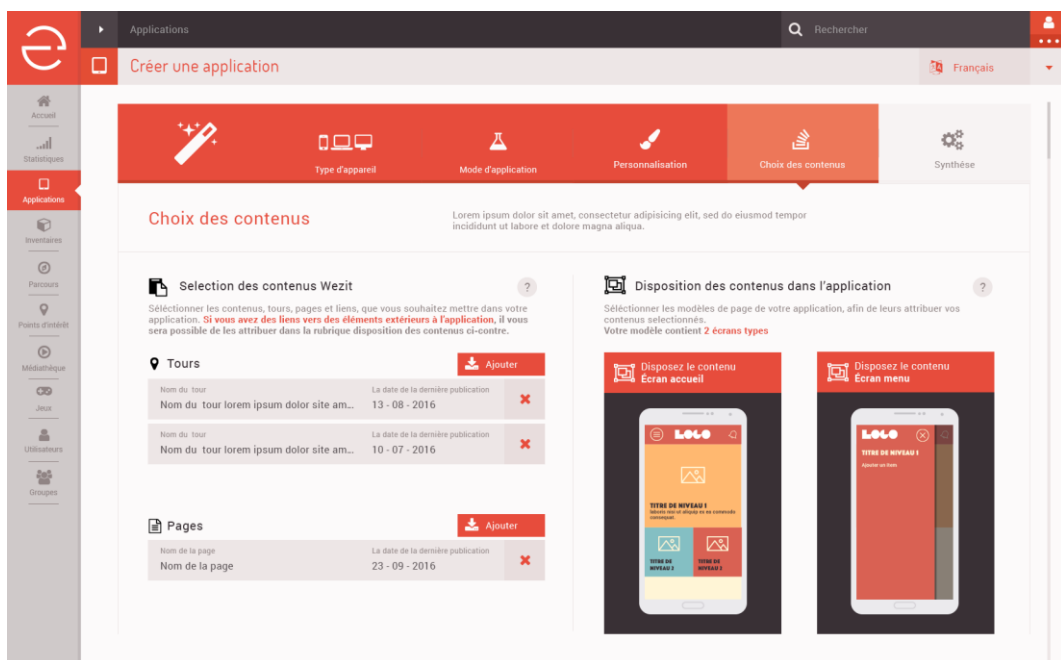 Applications
Rechercher
Créer une application
Français
Accueil
Statistiques
Applications
Inventaires
Parcours
Points d'intérêt
Médiathèque
Jeux
Utilisateurs
Groupes
Type d'appareil
Mode d'application
Personnalisation
Choix des contenus
Synthèse
Choix des contenus
Lorem ipsum dolor sit amet, consectetur adipisicing elit, sed do eiusmod tempor
incididunt ut labore et dolore magna aliqua.
Selection des contenus Wezit
?
Séléctionner les contenus, tours, pages et liens, que vous souhaitez mettre dans votre
application. Si vous avez des liens vers des éléments extérieurs à l'application, il vous
sera possible de les attribuer dans la rubrique disposition des contenus ci-contre.
Tours
Ajouter
Nom du tour
La date de la dernière publication
Nom du tour lorem ipsum dolor site am...
13 - 08 - 2016
Nom du tour
La date de la dernière publication
Nom du tour lorem ipsum dolor site am...
10 - 07 - 2016
Pages
Ajouter
Nom de la page
La date de la dernière publication
Nom de la page
23 - 09 - 2016
Disposition des contenus dans l'application
?
Séléctionner les modèles de page de votre application, afin de leurs attribuer vos
contenus selectionnés.
Votre modèle contient 2 écrans types
Disposez le contenu
Écran accueil
LOGO
TITRE DE NIVEAU 1
laboris nisi ut aliquip ex ea commodo
consequat.
TITRE DE
NIVEAU 2
TITRE DE
NIVEAU 2
Disposez le contenu
Écran menu
LOGO
TITRE DE NIVEAU 1
Ajouter un item